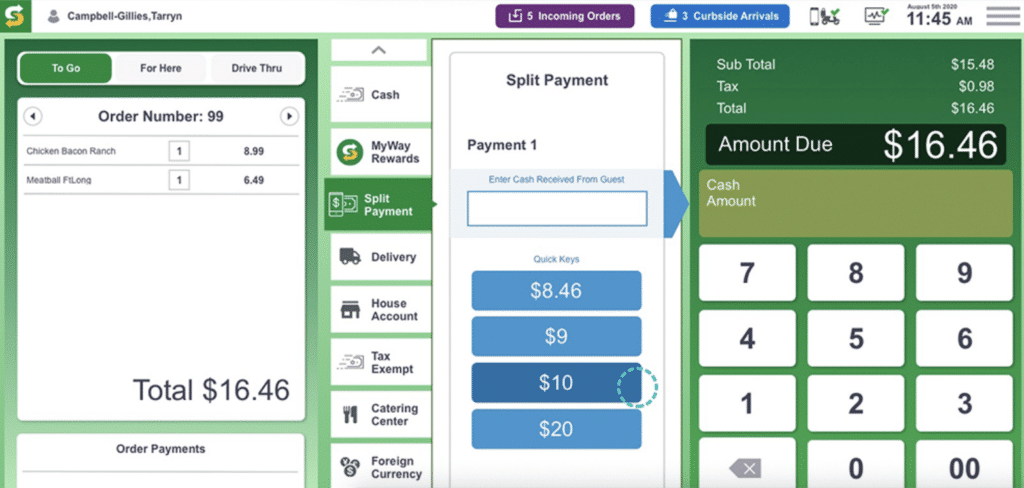 Campbell-Gillies,Tarryn
5 Incoming Orders
3 Curbside Arrivals
August 5th 2020
11:45 AM
To Go
For Here
Drive Thru
Order Number: 99
Chicken Bacon Ranch 1 8.99
Meatball FtLong 1 6.49
Total $16.46
Order Payments
Cash
MyWay
Rewards
Split
Payment
Delivery
House
Account
Tax
Exempt
Catering
Center
Foreign
Currency
Split Payment
Payment 1
Enter Cash Received From Guest
Quick Keys
$8.46
$9
$10
$20
Sub Total $15.48
Tax $0.98
Total $16.46
Amount Due $16.46
Cash
Amount
7 8 9
4 5 6
1 2 3
0 00